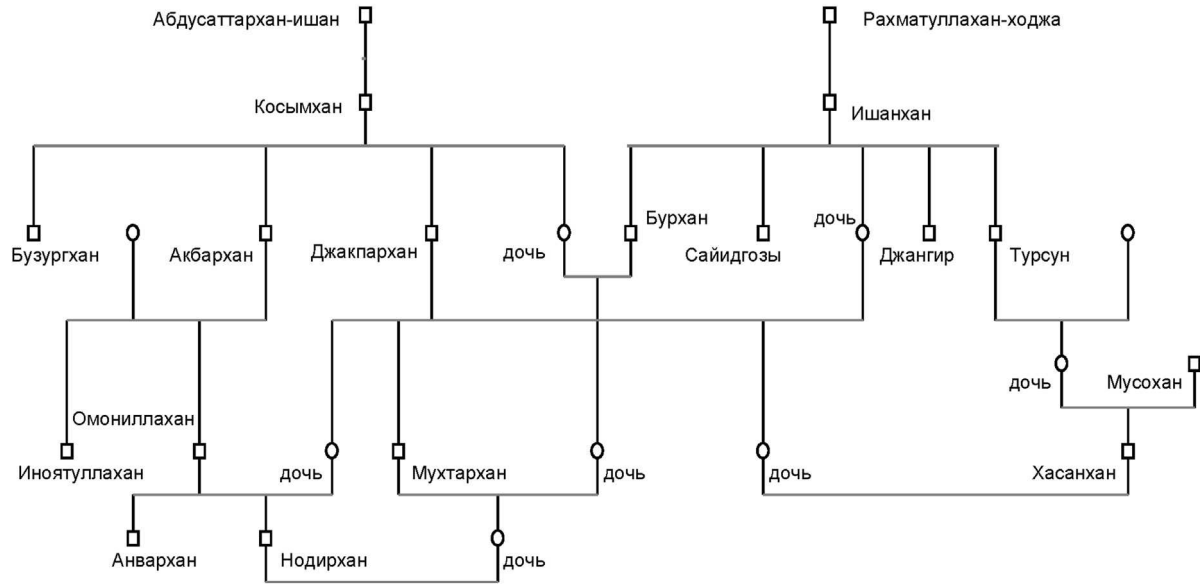 Абдусаттархан-ишан
Рахматуллахан-ходжа
Косымхан
Ишанхан
Бузургхан
Акбархан
Джакпархан
дочь
Бурхан
Сайидгозы
дочь
Джангир
Турсун
дочь
Мусохан
Омониллахан
Иноятуллахан
дочь
Мухтархан
дочь
дочь
Хасанхан
Анвархан
Нодирхан
дочь